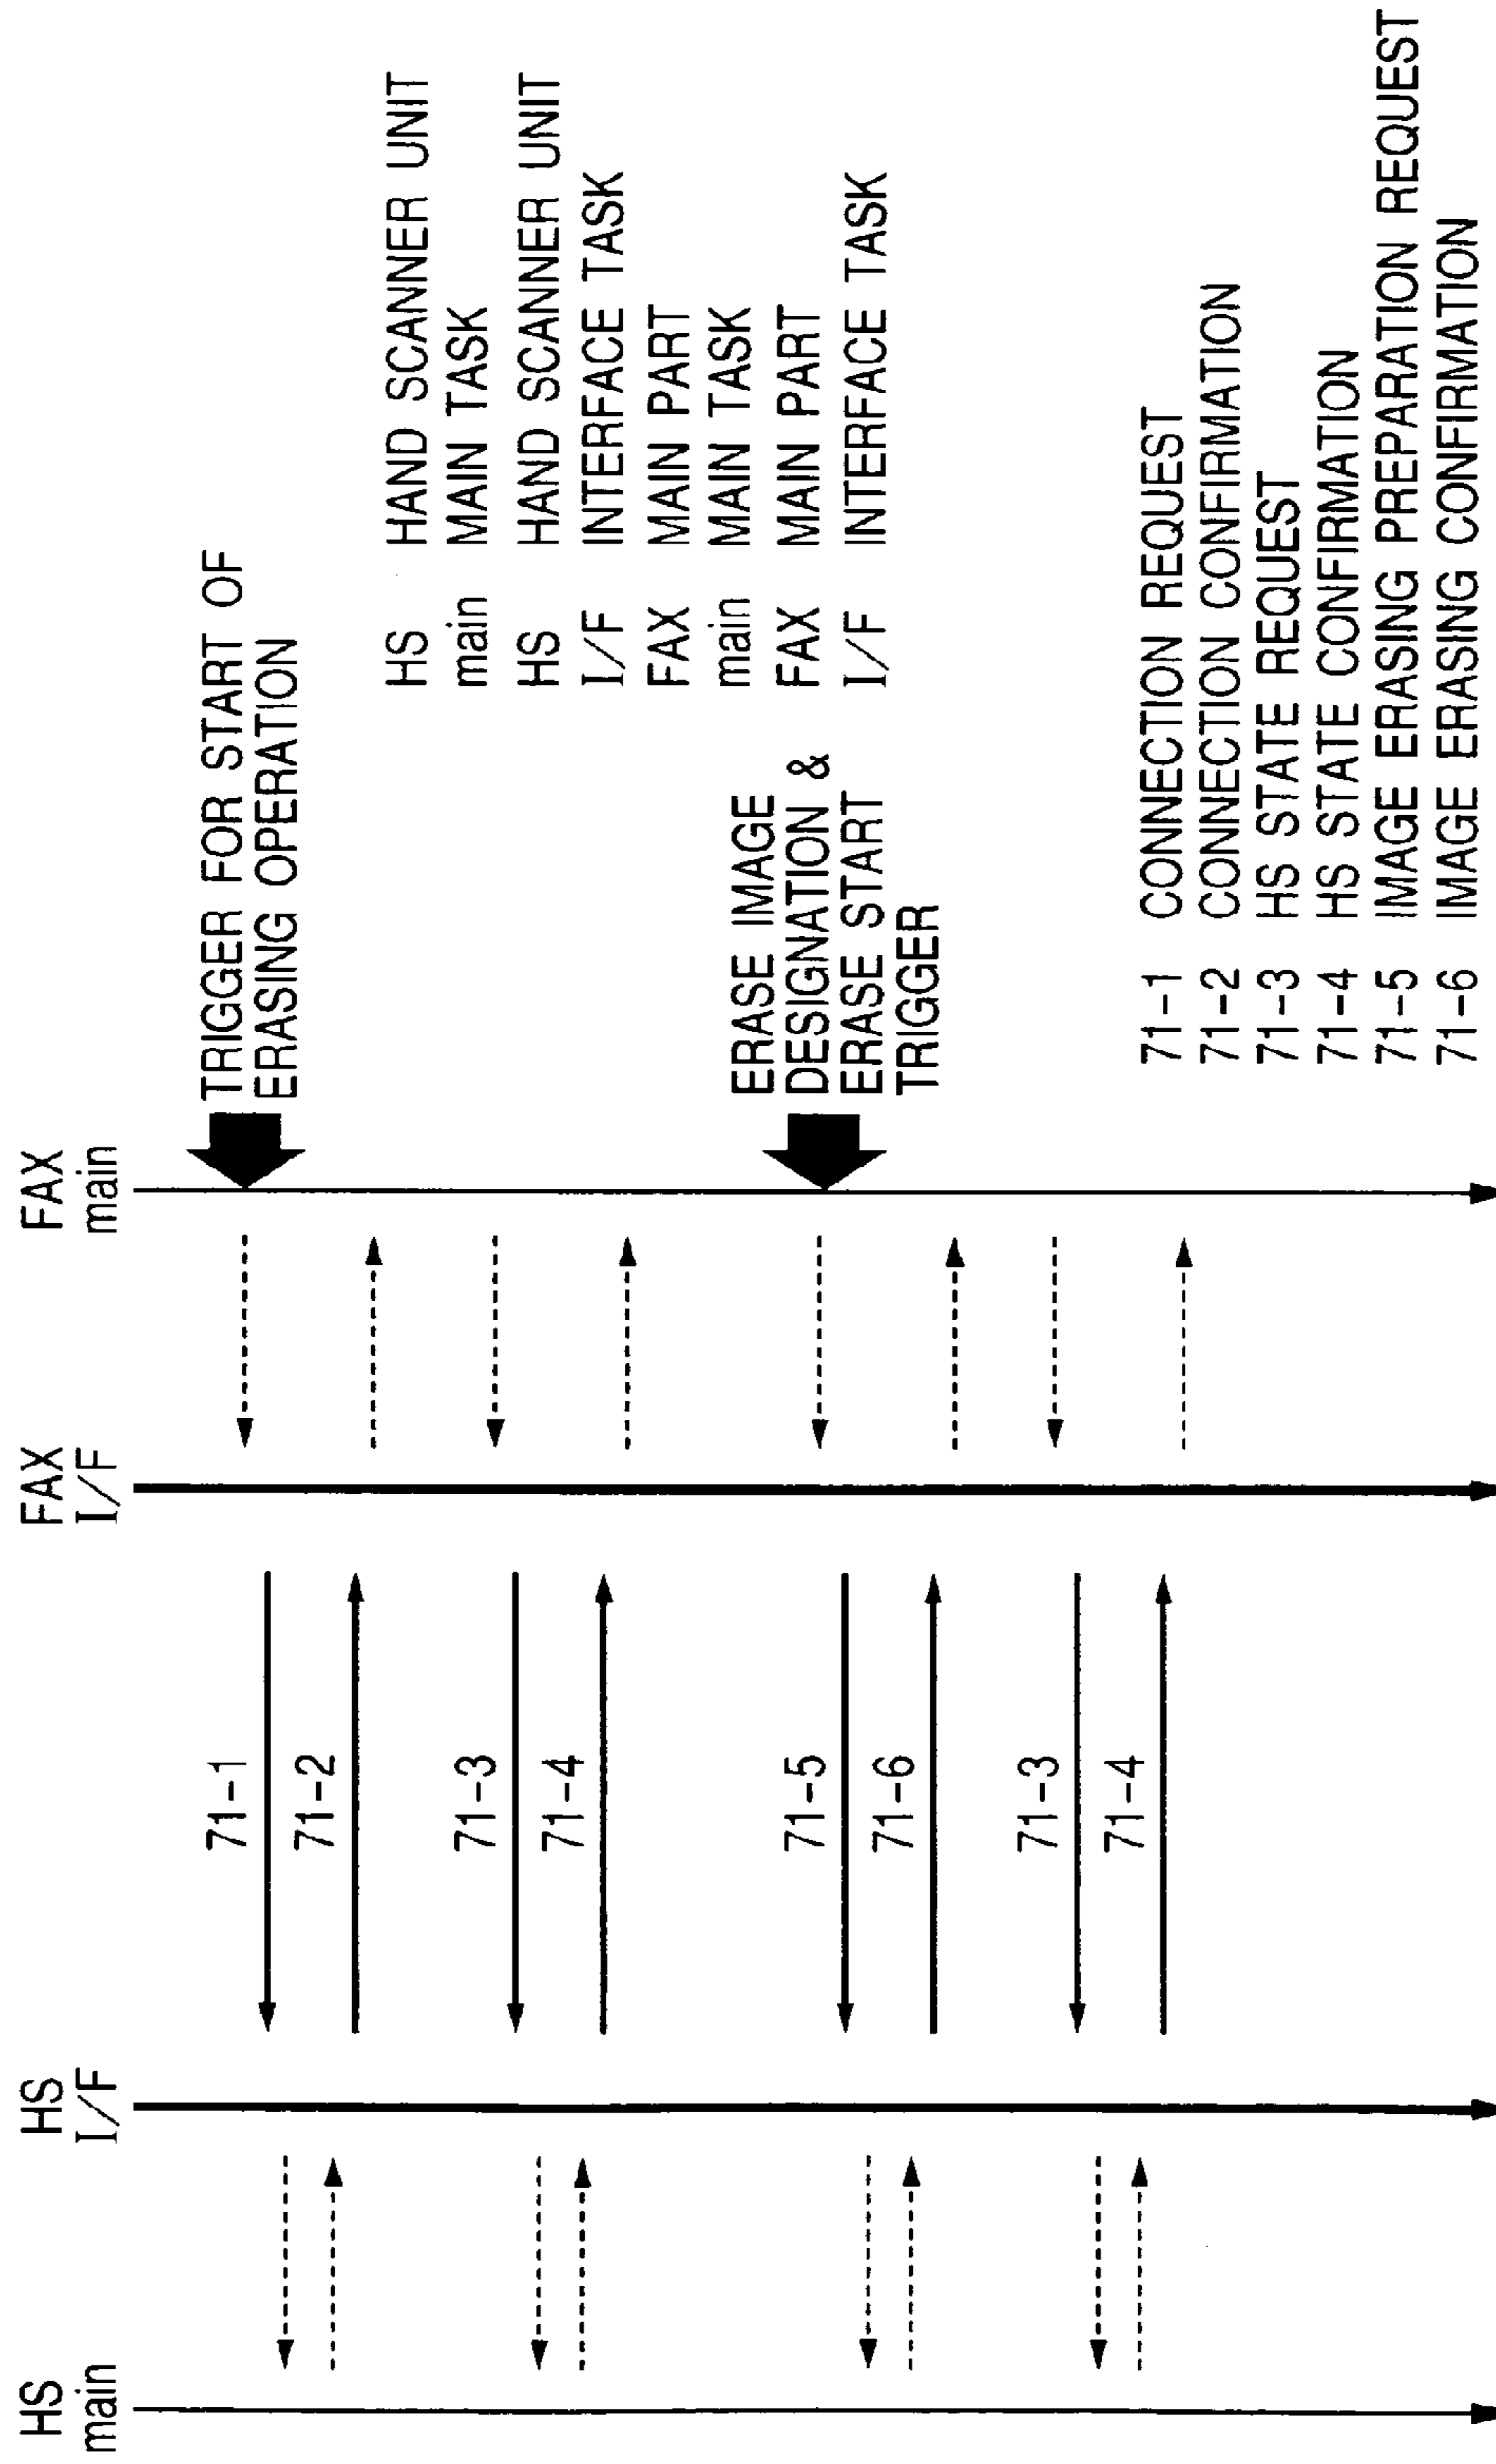 HS
main
HS
I/F
FAX
I/F
FAX
main
TRIGGER FOR START OF
ERASING OPERATION
71-1
71-2
71-3
71-4
71-5
71-6
71-3
71-4
ERASE IMAGE
DESIGNATION &
ERASE START
TRIGGER
HS HAND SCANNER UNIT
main MAIN TASK
HS HAND SCANNER UNIT
I/F INTERFACE TASK
FAX MAIN PART
main MAIN TASK
FAX MAIN PART
I/F INTERFACE TASK
71-1 CONNECTION REQUEST
71-2 CONNECTION CONFIRMATION
71-3 HS STATE REQUEST
71-4 HS STATE CONFIRMATION
71-5 IMAGE ERASING PREPARATION REQUEST
71-6 IMAGE ERASING CONFIRMATION